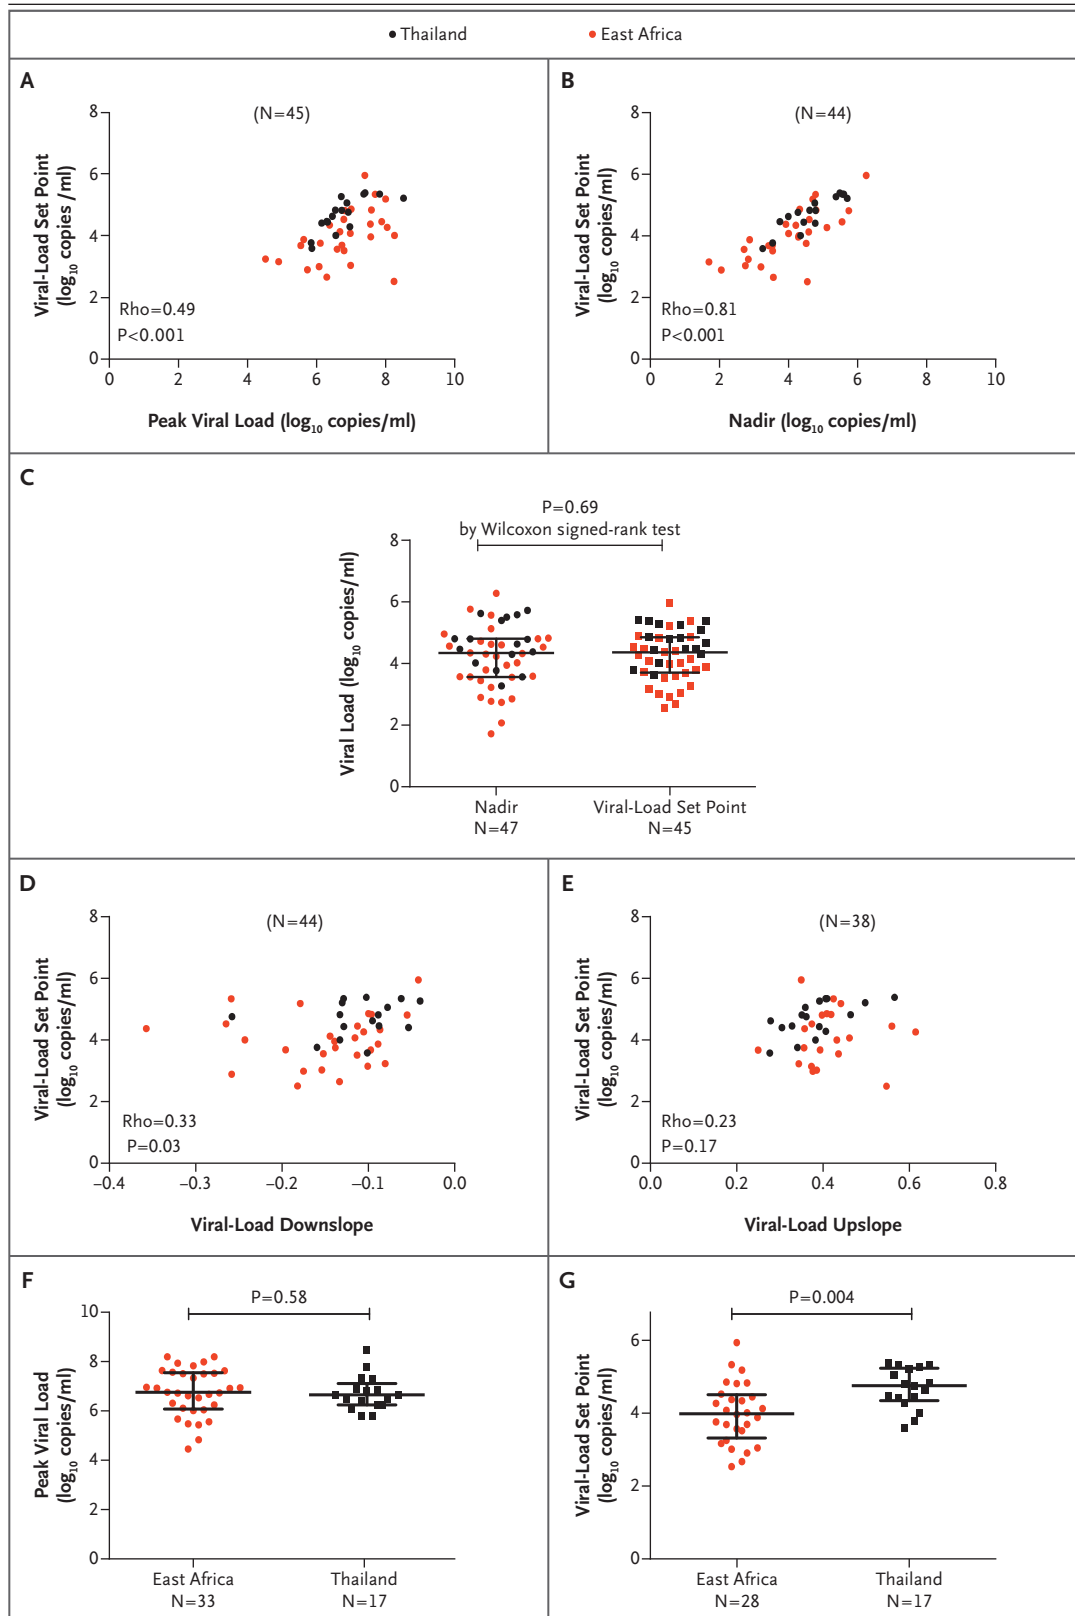 Thailand
East Africa
A
(N=45)
Viral-Load Set Point
(log10 copies /ml)
8
6
4
2
0
Rho=0.49
P<0.001
0 2 4 6 8 10
Peak Viral Load (log10 copies/ml)
B
(N=44)
Viral-Load Set Point
(log10 copies/ml)
8
6
4
2
0
Rho=0.81
P<0.001
0 2 4 6 8 10
Nadir (log10 copies/ml)
C
P=0.69
by Wilcoxon signed-rank test
Viral Load (log10 copies/ml)
8
6
4
2
0
Nadir
N=47
Viral-Load Set Point
N=45
D
(N=44)
Viral-Load Set Point
(log10 copies/ml)
8
6
4
2
0
Rho=0.33
P=0.03
−0.4 −0.3 −0.2 −0.1 0.0
Viral-Load Downslope
E
(N=38)
Viral-Load Set Point
(log10 copies/ml)
8
6
4
2
0
Rho=0.23
P=0.17
0.0 0.2 0.4 0.6 0.8
Viral-Load Upslope
F
P=0.58
Peak Viral Load
(log10 copies/ml)
10
8
6
4
2
0
East Africa
N=33
Thailand
N=17
G
P=0.004
Viral-Load Set Point
(log10 copies/ml)
6
4
2
0
East Africa
N=28
Thailand
N=17